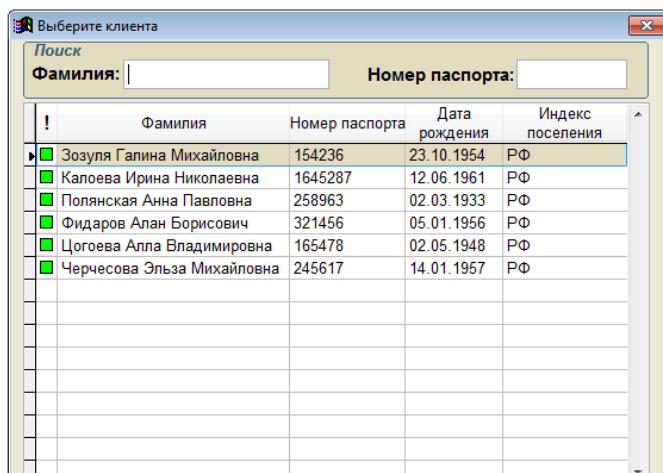 Выберите клиента
Поиск
Фамилия: Номер паспорта:
! Фамилия Номер паспорта Дата рождения Индекс поселения
Зозуля Галина Михайловна 154236 23.10.1954 РФ
Калоева Ирина Николаевна 1645287 12.06.1961 РФ
Полянская Анна Павловна 258963 02.03.1933 РФ
Фидаров Алан Борисович 321456 05.01.1956 РФ
Цогоева Алла Владимировна 165478 02.05.1948 РФ
Черчесова Эльза Михайловна 245617 14.01.1957 РФ